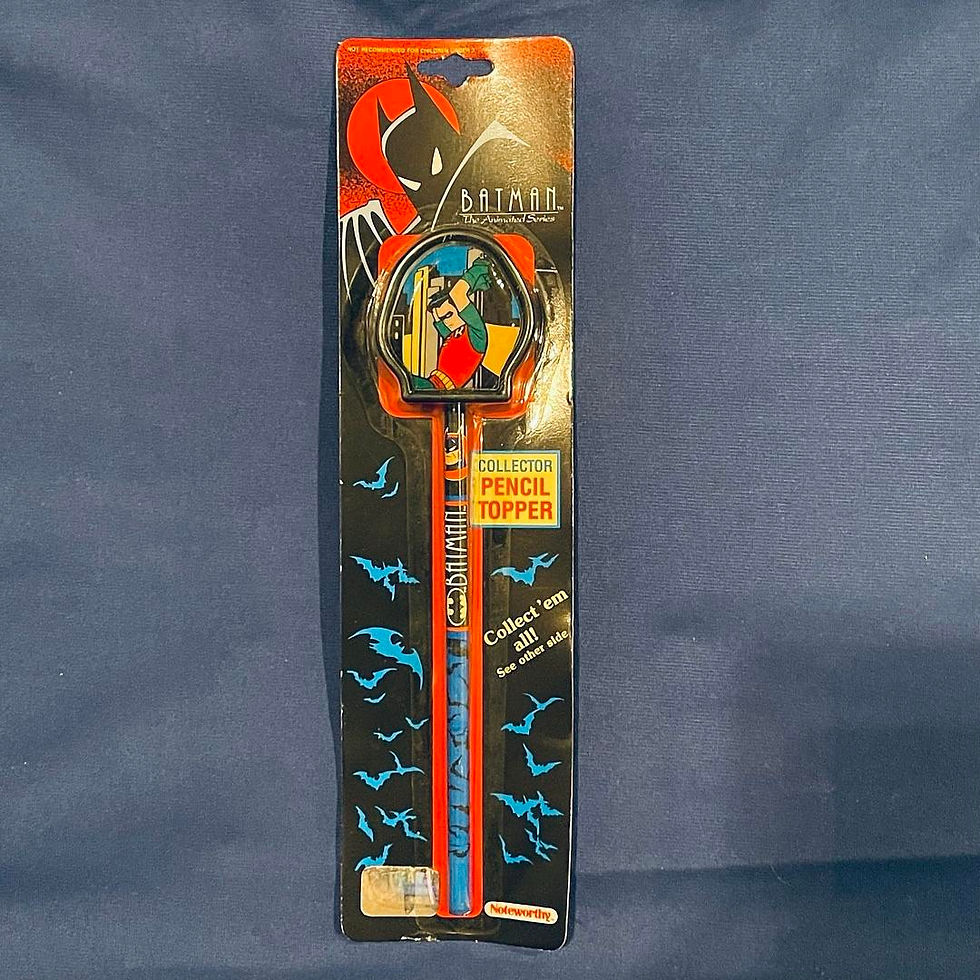 NOT RECOMMENDED FOR CHILDREN UNDER 3
BATMAN™
The Animated Series
COLLECTOR
PENCIL
TOPPER
BATMAN
Collect 'em
all!
See other side
Noteworthy